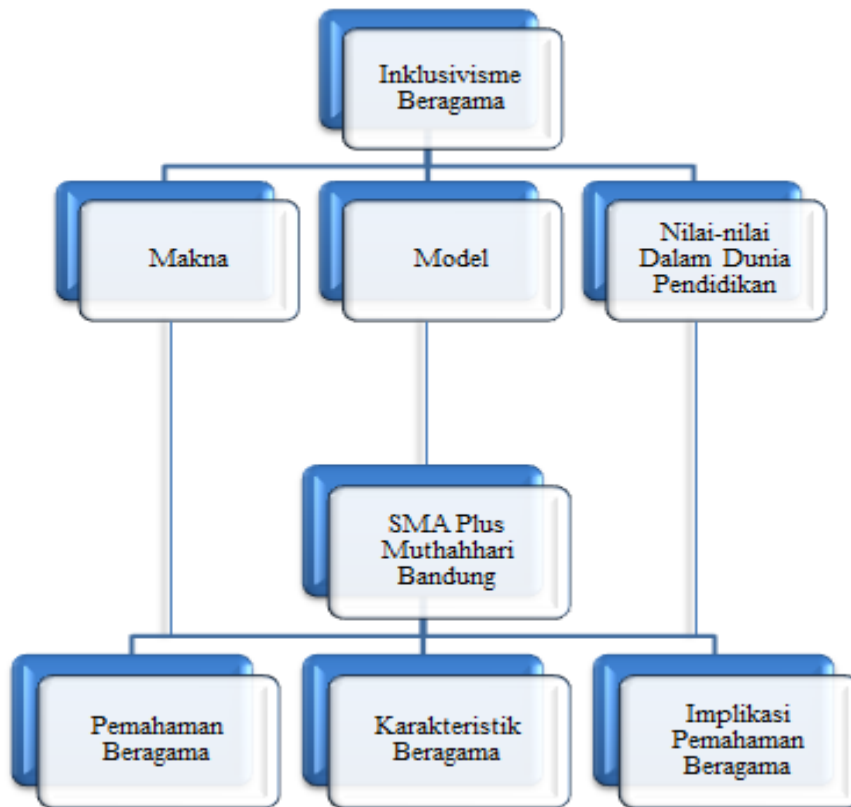 Inklusivisme
Beragama
Makna
Model
Nilai-nilai
Dalam Dunia
Pendidikan
SMA Plus
Muthahhari
Bandung
Pemahaman
Beragama
Karakteristik
Beragama
Implikasi
Pemahaman
Beragama